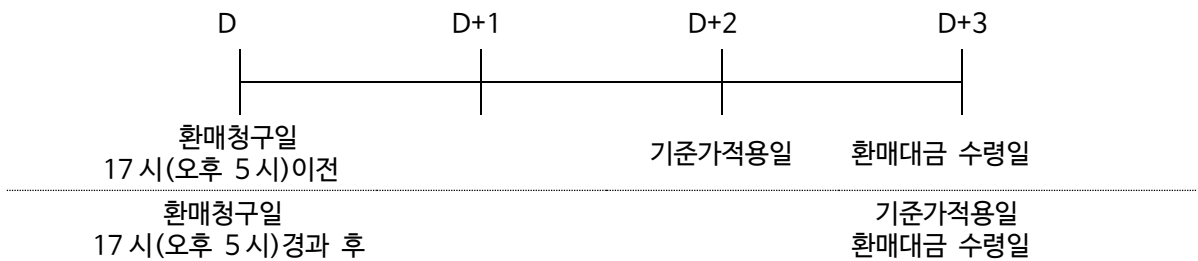 D D+1 D+2 D+3
환매청구일
17시(오후 5시)이전
기준가적용일 환매대금 수령일
환매청구일
17시(오후 5시)경과 후
기준가적용일
환매대금 수령일